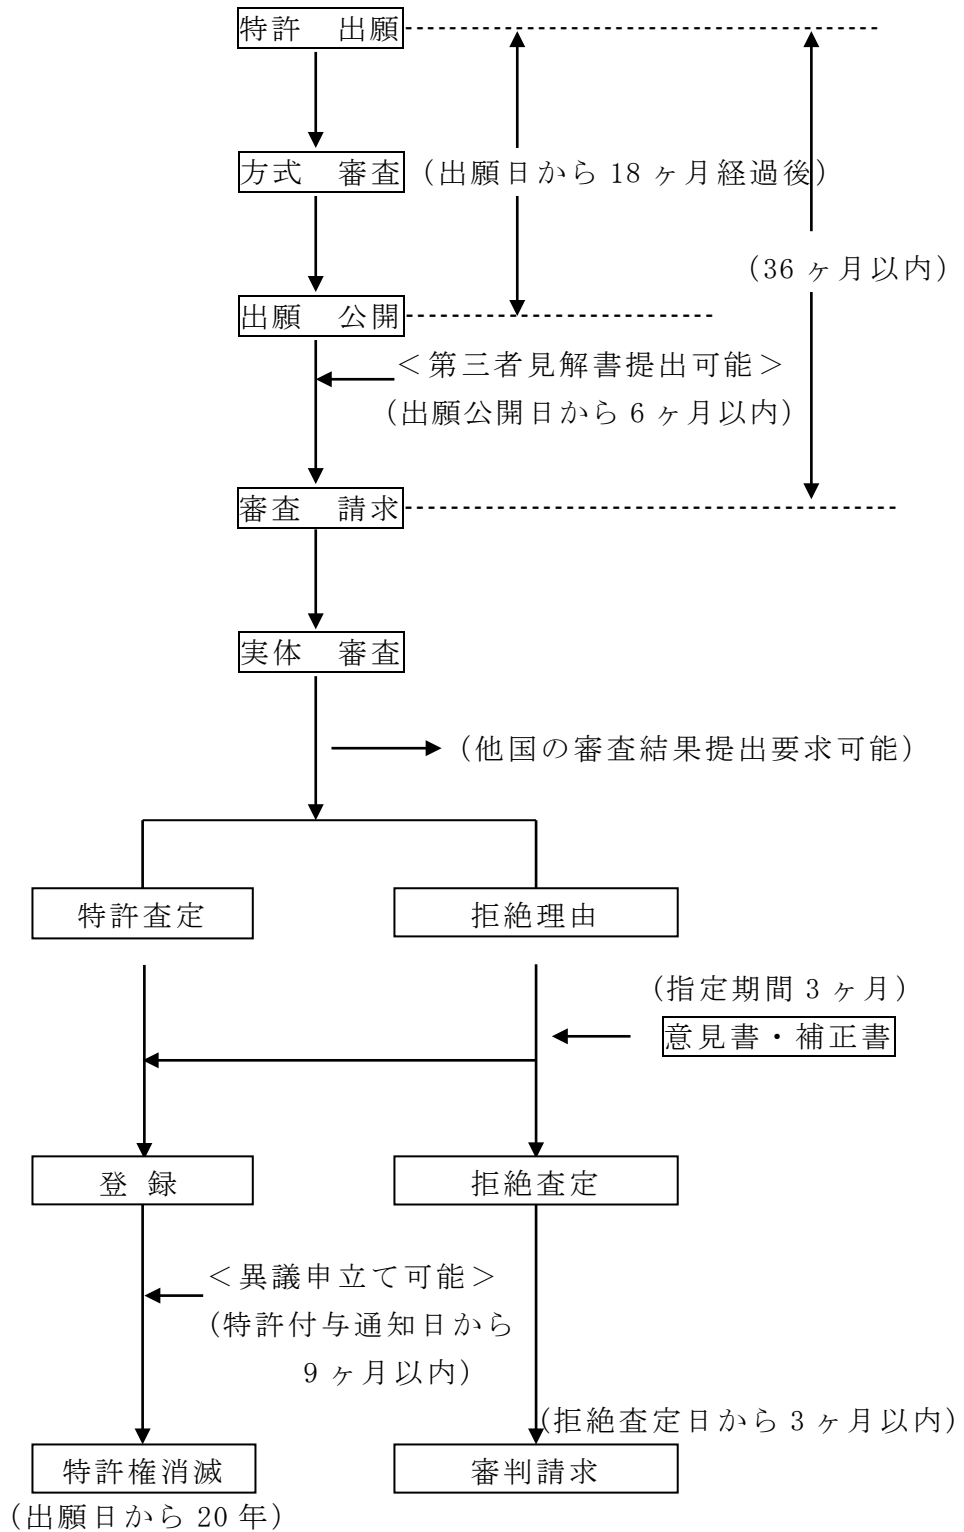 特許　出願
方式　審査
(出願日から 18 ヶ月経過後)
(36 ヶ月以内)
出願　公開
＜第三者見解書提出可能＞
(出願公開日から 6 ヶ月以内)
審査　請求
実体　審査
(他国の審査結果提出要求可能)
特許査定
拒絶理由
(指定期間 3 ヶ月)
意見書・補正書
登 録
拒絶査定
＜異議申立て可能＞
(特許付与通知日から
9 ヶ月以内)
(拒絶査定日から 3 ヶ月以内)
特許権消滅
審判請求
(出願日から 20 年)